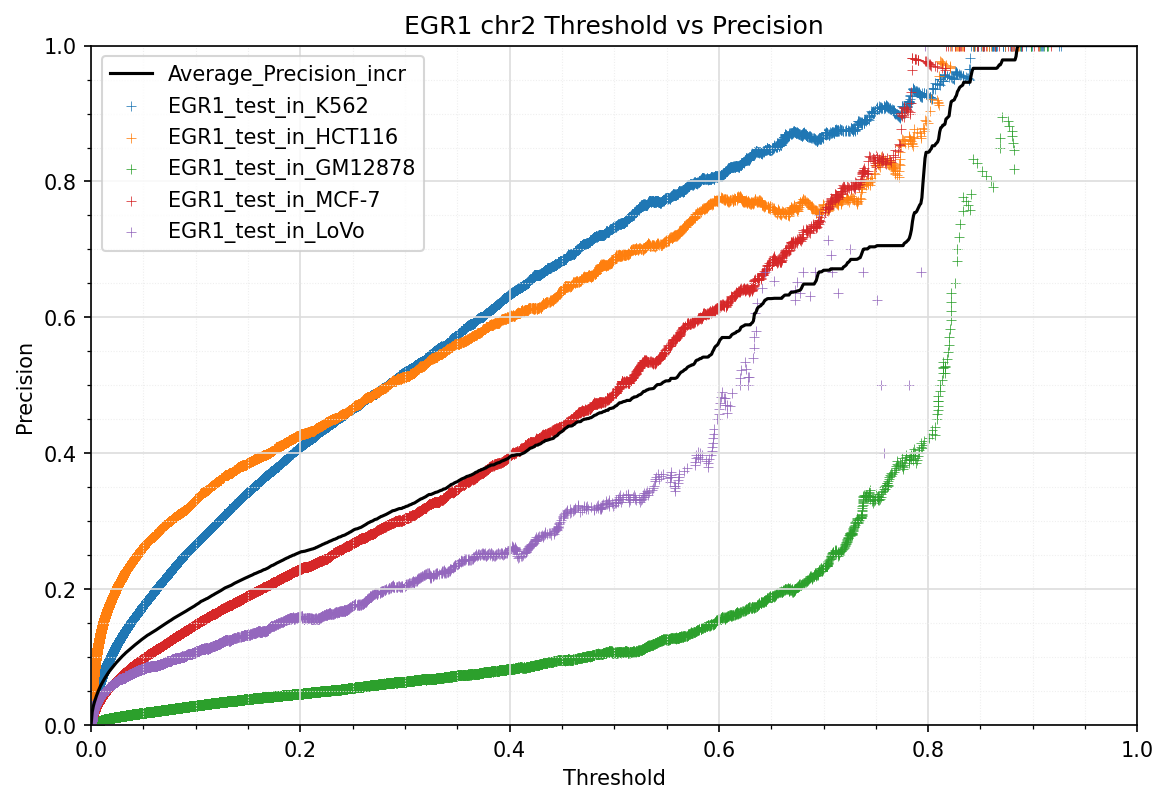 EGR1 chr2 Threshold vs Precision
Average_Precision_incr
EGR1_test_in_K562
EGR1_test_in_HCT116
EGR1_test_in_GM12878
EGR1_test_in_MCF-7
EGR1_test_in_LoVo
1.0
0.8
0.6
0.4
0.2
0.0
Precision
0.0 0.2 0.4 0.6 0.8 1.0
Threshold